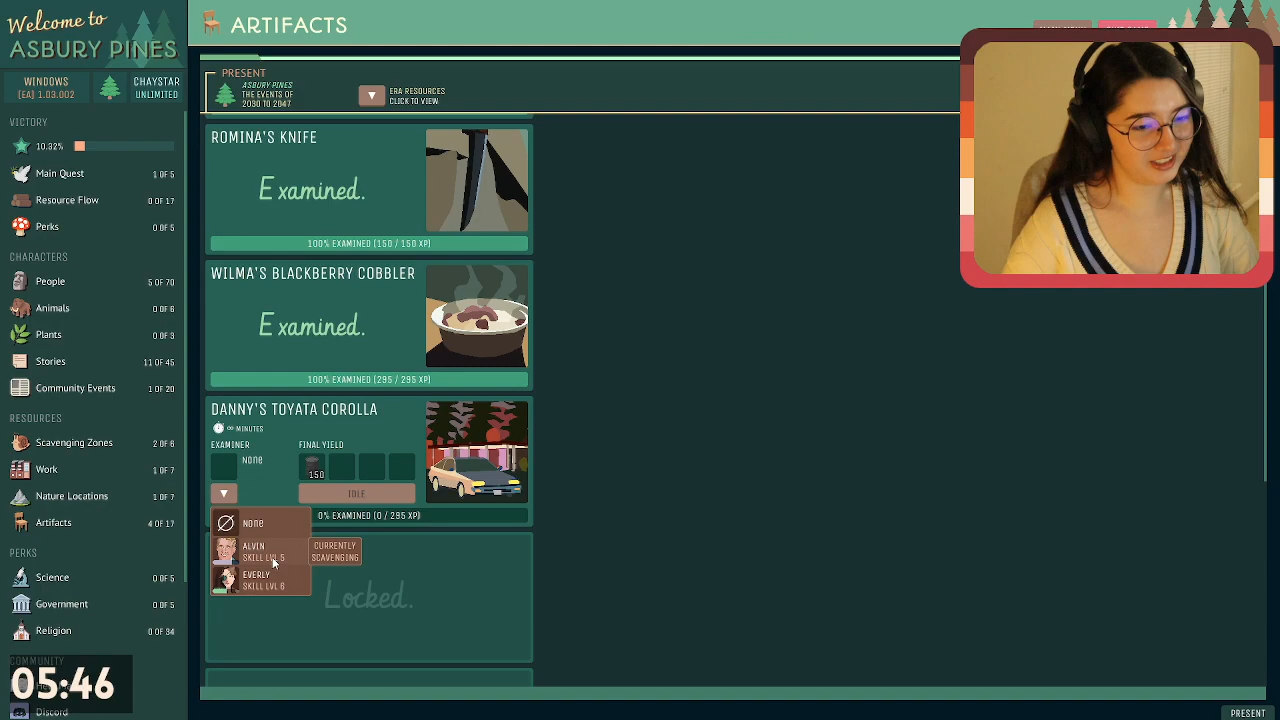 Welcome to
ASBURY PINES
WINDOWS
[EA] 1.03.002
CHAYSTAR
UNLIMITED
VICTORY
10.32%
Main Quest 1 OF 5
Resource Flow 0 OF 17
Perks 0 OF 5
CHARACTERS
People 5 OF 70
Animals 0 OF 6
Plants 0 OF 3
Stories 11 OF 45
Community Events 1 OF 20
RESOURCES
Scavenging Zones 2 OF 6
Work 1 OF 7
Nature Locations 1 OF 7
Artifacts 4 OF 17
PERKS
Science 0 OF 5
Government 0 OF 5
Religion 0 OF 34
COMMUNITY
05:46
Discord
ARTIFACTS
PRESENT
ASBURY PINES
THE EVENTS OF
2030 TO 2047
ERA RESOURCES
CLICK TO VIEW
ROMINA'S KNIFE
Examined.
100% EXAMINED (150 / 150 XP)
WILMA'S BLACKBERRY COBBLER
Examined.
100% EXAMINED (295 / 295 XP)
DANNY'S TOYATA COROLLA
∞ MINUTES
EXAMINER
None
FINAL YIELD
150
IDLE
0% EXAMINED (0 / 295 XP)
None
ALVIN
SKILL LVL 5
CURRENTLY
SCAVENGING
EVERLY
SKILL LVL 6
Locked.
PRESENT